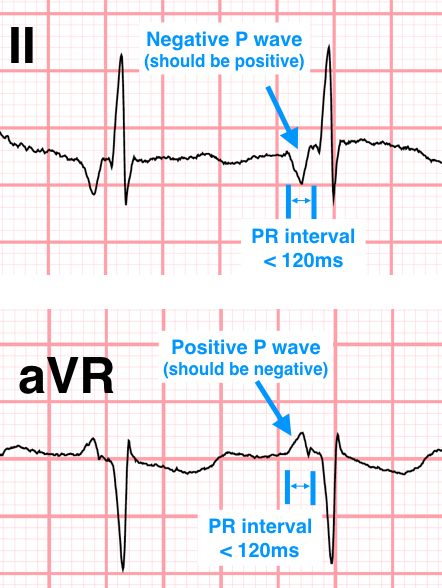 II
Negative P wave
(should be positive)
PR interval
< 120ms
aVR
Positive P wave
(should be negative)
PR interval
< 120ms